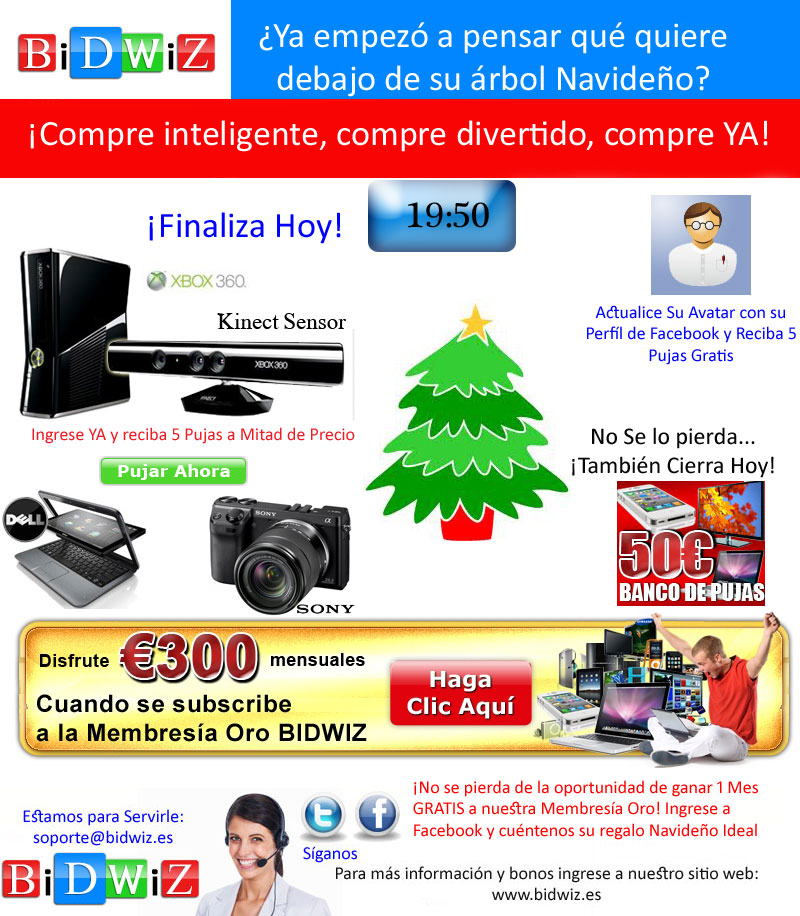 BiDWiZ
¿Ya empezó a pensar qué quiere
debajo de su árbol Navideño?
¡Compre inteligente, compre divertido, compre YA!
¡Finaliza Hoy!
19:50
XBOX 360.
Kinect Sensor
XBOX 360
KINECT
Ingrese YA y reciba 5 Pujas a Mitad de Precio
Pujar Ahora
Actualice Su Avatar con su
Perfíl de Facebook y Reciba 5
Pujas Gratis
No Se lo pierda...
¡También Cierra Hoy!
DELL
SONY
α
SONY
50€
BANCO DE PUJAS
Disfrute €300 mensuales
Cuando se subscribe
a la Membresía Oro BIDWIZ
Haga
Clic Aquí
¡No se pierda de la oportunidad de ganar 1 Mes
GRATIS a nuestra Membresía Oro! Ingrese a
Facebook y cuéntenos su regalo Navideño Ideal
Estamos para Servirle:
soporte@bidwiz.es
Síganos
BiDWiZ
Para más información y bonos ingrese a nuestro sitio web:
www.bidwiz.es